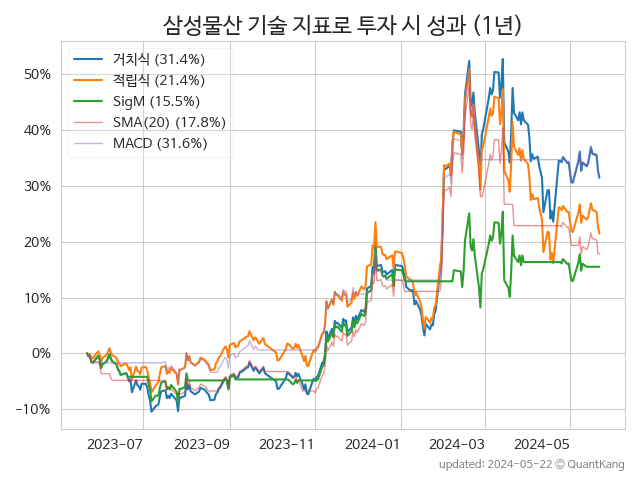 삼성물산 기술 지표로 투자 시 성과 (1년)
거치식 (31.4%)
적립식 (21.4%)
SigM (15.5%)
SMA(20) (17.8%)
MACD (31.6%)
50%
40%
30%
20%
10%
0%
−10%
2023-07 2023-09 2023-11 2024-01 2024-03 2024-05
updated: 2024-05-22 © QuantKang